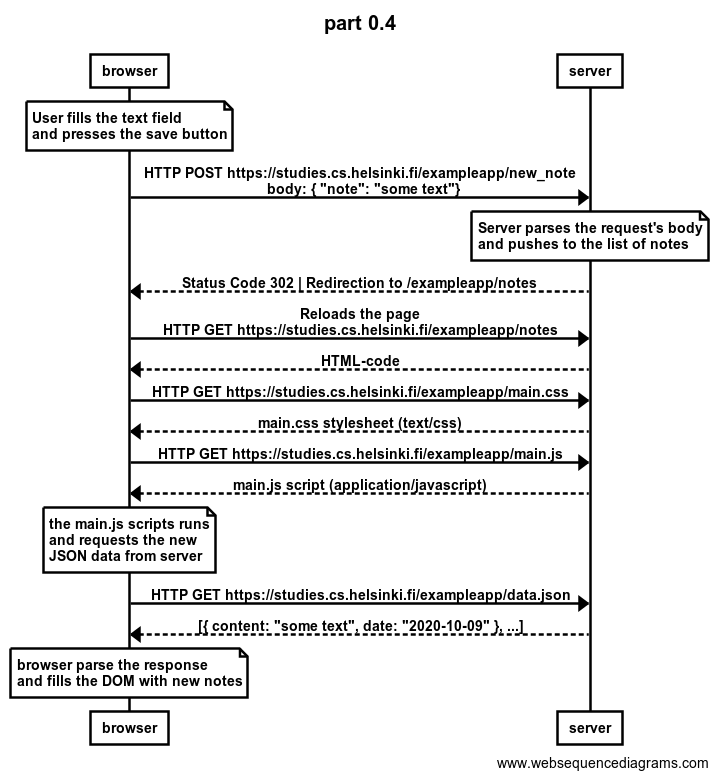 part 0.4
browser
server
User fills the text field
and presses the save button
HTTP POST https://studies.cs.helsinki.fi/exampleapp/new_note
body: { "note": "some text"}
Server parses the request's body
and pushes to the list of notes
Status Code 302 | Redirection to /exampleapp/notes
Reloads the page
HTTP GET https://studies.cs.helsinki.fi/exampleapp/notes
HTML-code
HTTP GET https://studies.cs.helsinki.fi/exampleapp/main.css
main.css stylesheet (text/css)
HTTP GET https://studies.cs.helsinki.fi/exampleapp/main.js
main.js script (application/javascript)
the main.js scripts runs
and requests the new
JSON data from server
HTTP GET https://studies.cs.helsinki.fi/exampleapp/data.json
[{ content: "some text", date: "2020-10-09" }, ...]
browser parse the response
and fills the DOM with new notes
browser
server
www.websequencediagrams.com